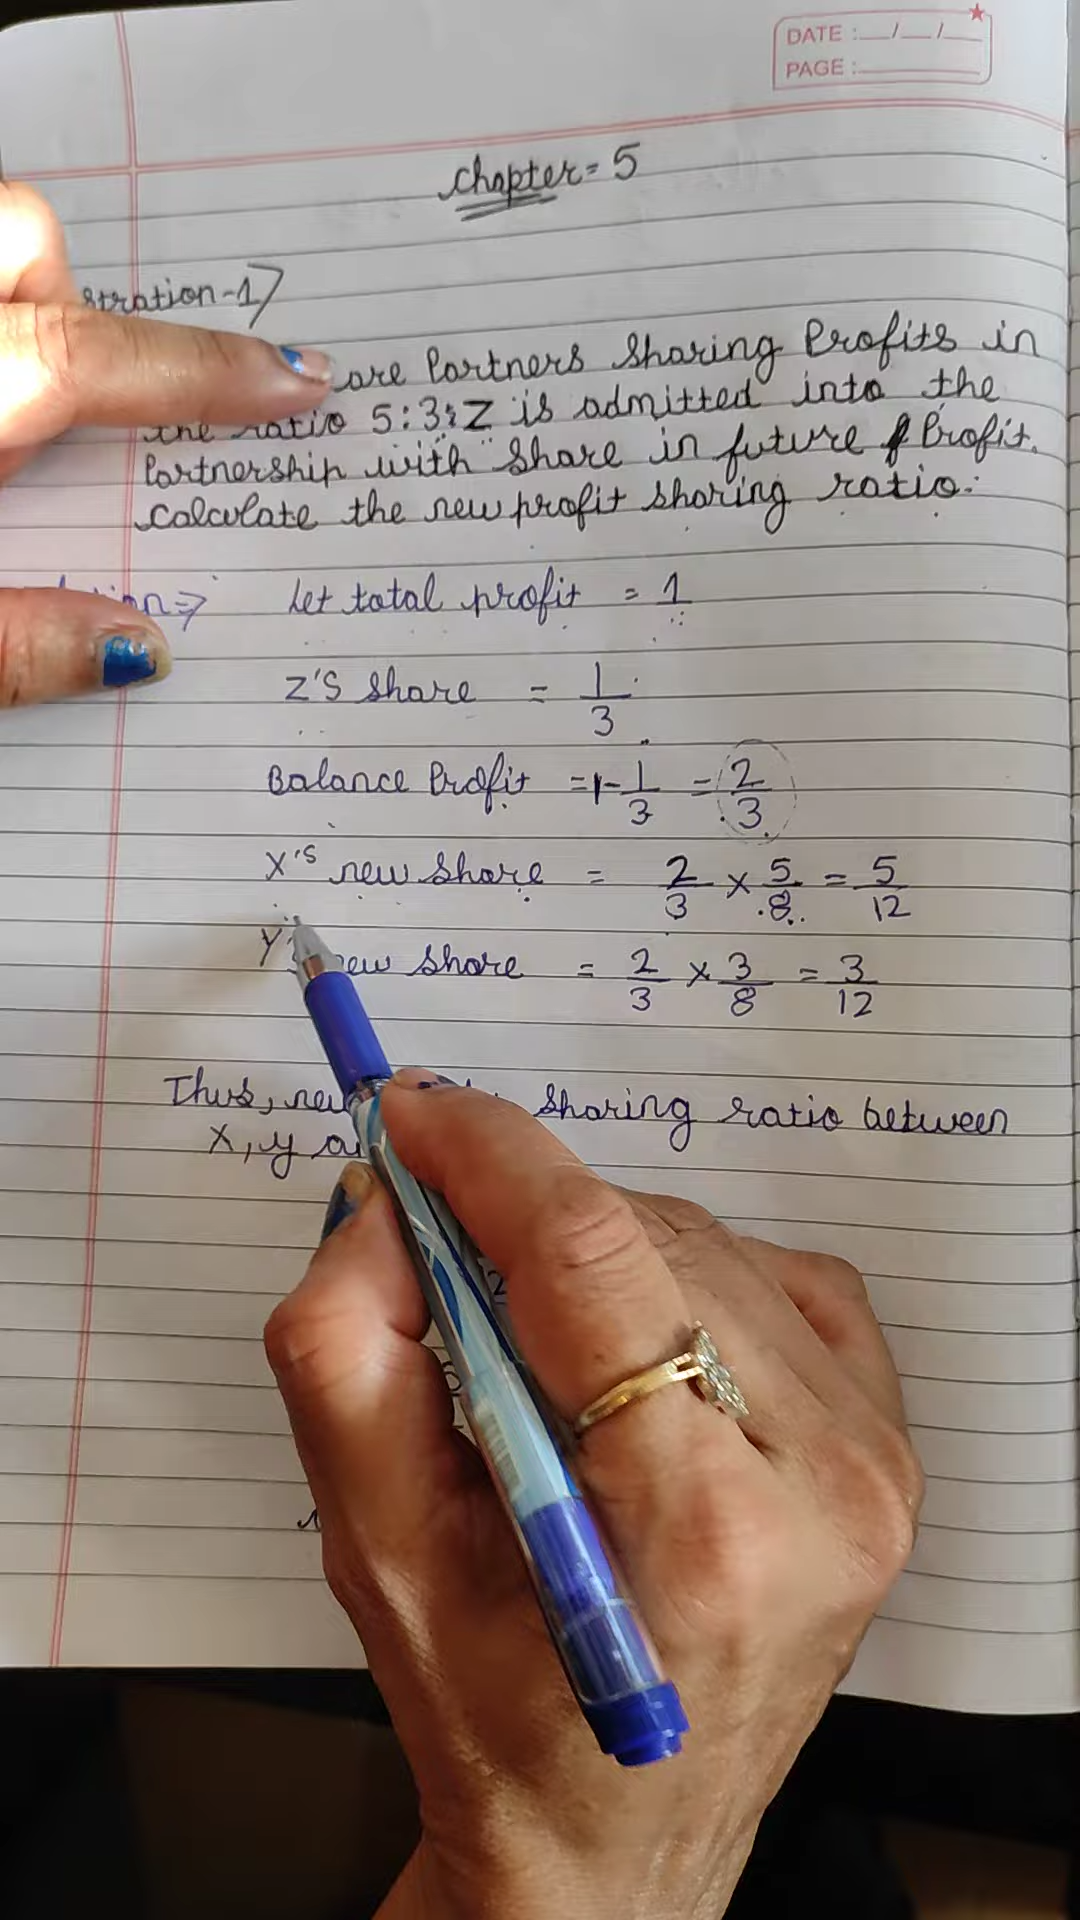 DATE : __/__/__
PAGE :
Chapter = 5
stration-1>
are Partners Sharing Profits in
the ratio 5:3; Z is admitted into the
Partnership with share in future Profit.
Calculate the new profit sharing ratio.
Let total profit = 1
Z's share = 1/3
Balance Profit = 1 - 1/3 = 2/3
X's new share = 2/3 × 5/8 = 5/12
Y's new share = 2/3 × 3/8 = 3/12
Thus, sharing ratio between
X, y